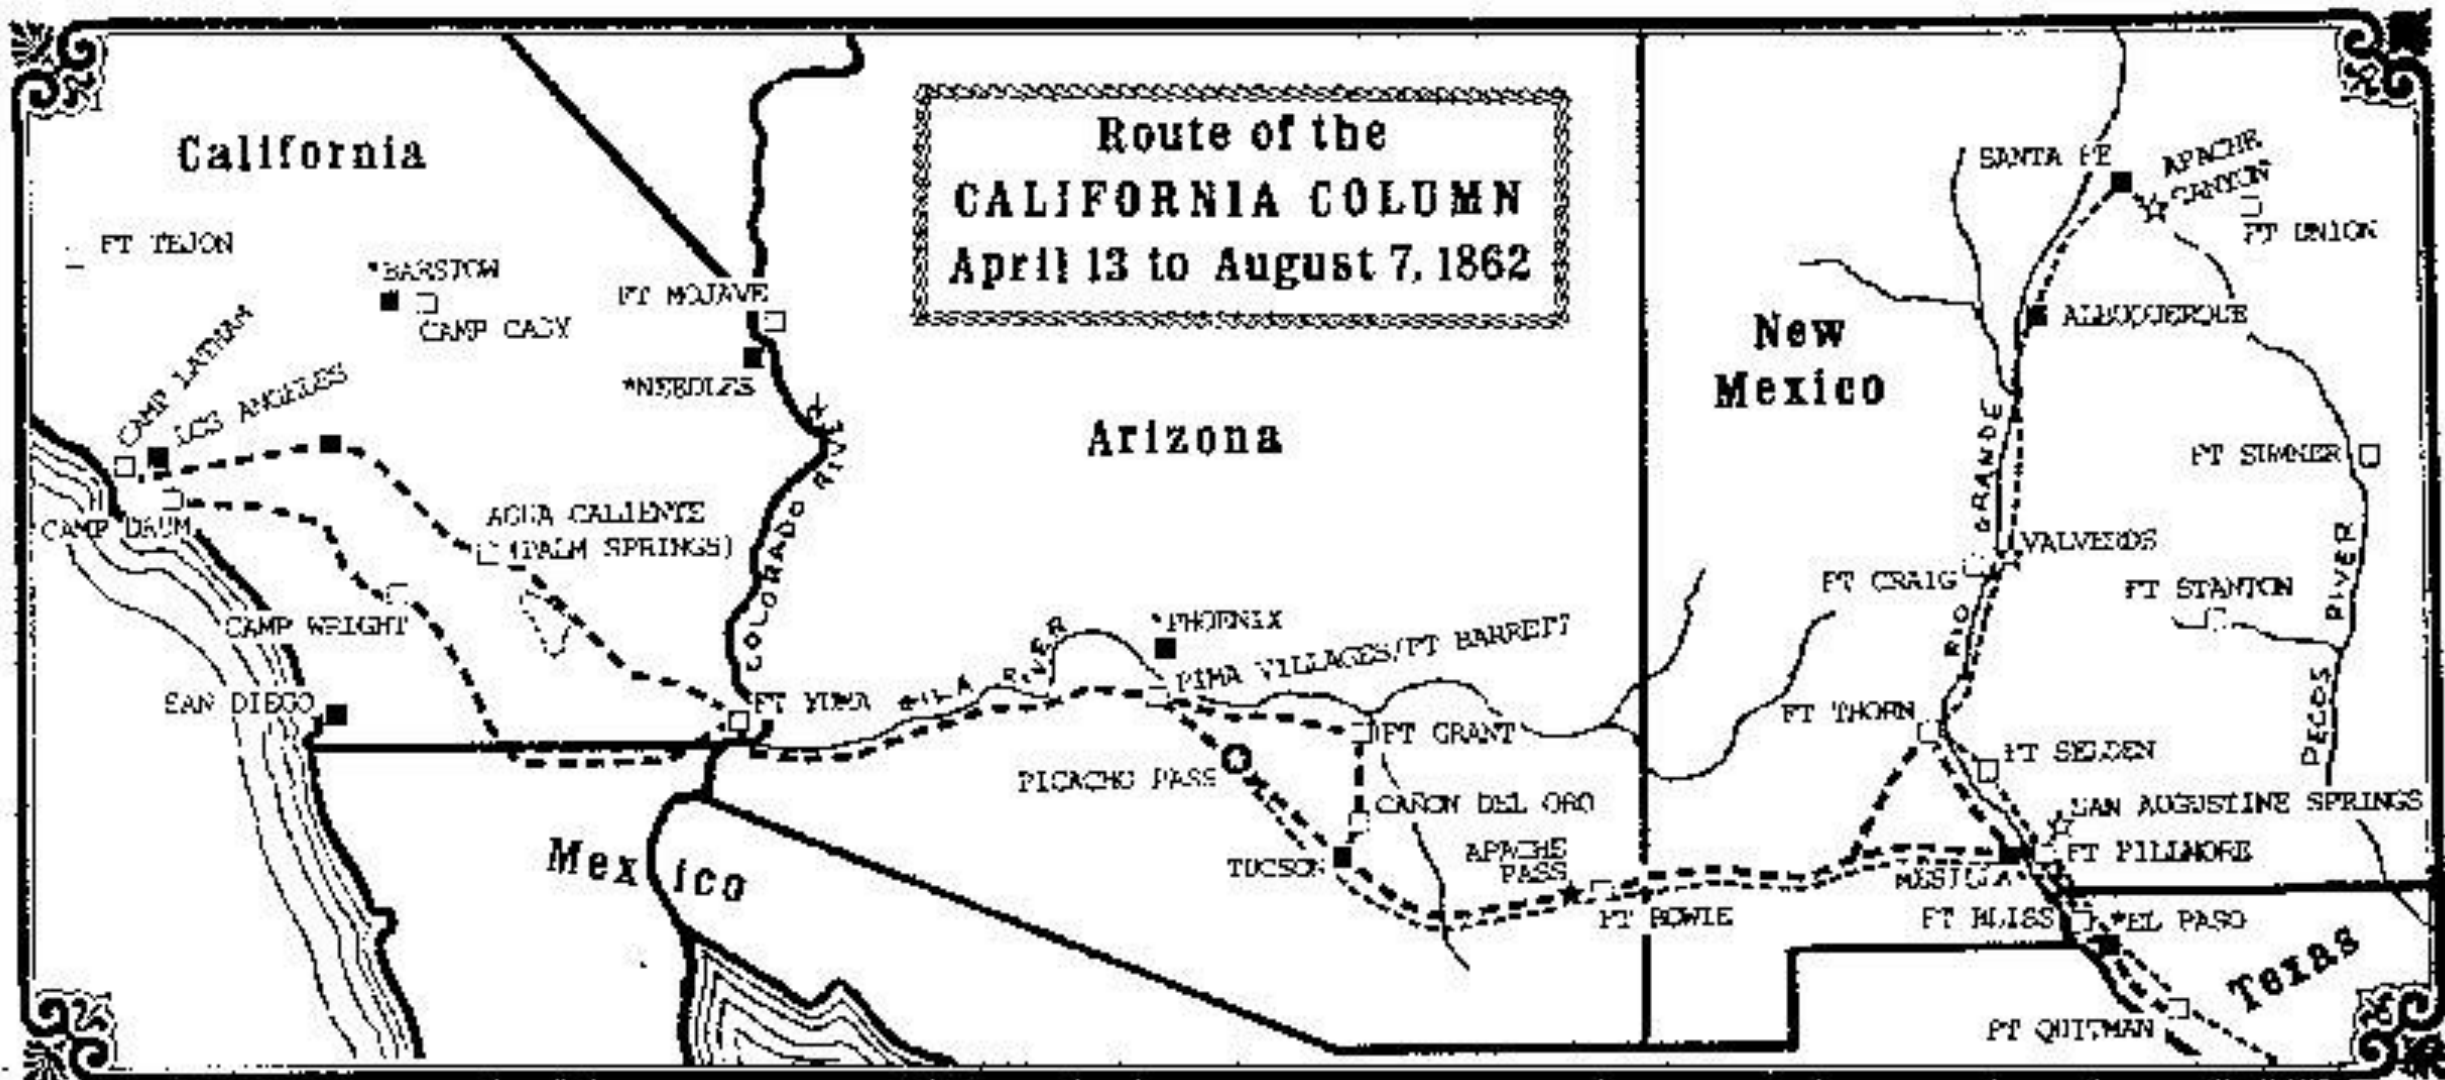 Route of the
CALIFORNIA COLUMN
April 13 to August 7, 1862
California
FT TEJON
*BARSTOW
CAMP CADY
FT MOJAVE
*NEEDLES
CAMP LATHAM
LOS ANGELES
CAMP DRUM
AGUA CALIENTE
(PALM SPRINGS)
CAMP WRIGHT
SAN DIEGO
COLORADO RIVER
FT YUMA
Mexico
Arizona
GILA RIVER
*PHOENIX
PIMA VILLAGES/FT BARRETT
FT GRANT
PICACHO PASS
CAÑON DEL ORO
TUCSON
APACHE
PASS
FT BOWIE
New
Mexico
SANTA FE
APACHE
CANYON
FT UNION
ALBUQUERQUE
RIO GRANDE
FT SUMNER
VALVERDE
FT CRAIG
FT STANTON
PECOS RIVER
FT THORN
FT SELDEN
SAN AUGUSTINE SPRINGS
FT FILLMORE
MESILLA
FT BLISS
*EL PASO
Texas
FT QUITMAN